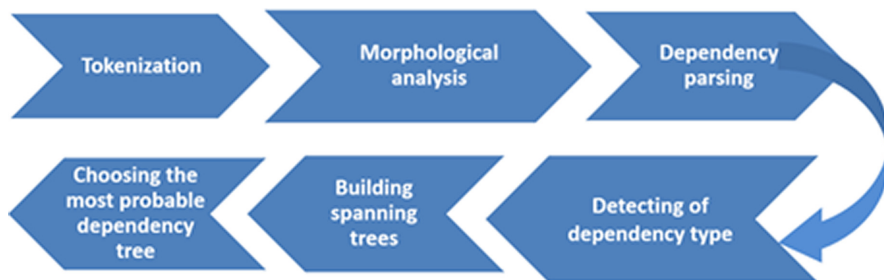 Tokenization
Morphological
analysis
Dependency
parsing
Detecting of
dependency type
Building
spanning
trees
Choosing the
most probable
dependency
tree